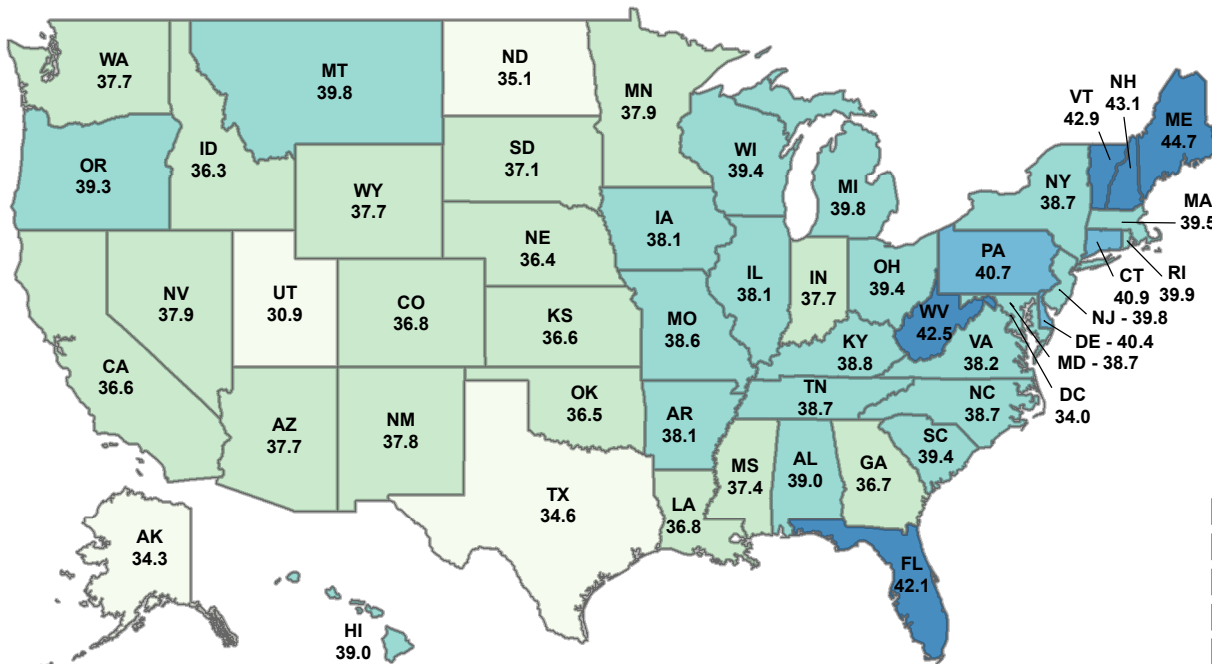 WA
37.7
MT
39.8
ND
35.1
MN
37.9
VT
42.9
NH
43.1
ME
44.7
OR
39.3
ID
36.3
SD
37.1
WI
39.4
MI
39.8
NY
38.7
MA
39.5
WY
37.7
IA
38.1
NE
36.4
PA
40.7
CT
40.9
RI
39.9
NV
37.9
UT
30.9
CO
36.8
IL
38.1
IN
37.7
OH
39.4
NJ - 39.8
DE - 40.4
MD - 38.7
DC
34.0
CA
36.6
KS
36.6
MO
38.6
WV
42.5
KY
38.8
VA
38.2
AZ
37.7
NM
37.8
OK
36.5
AR
38.1
TN
38.7
NC
38.7
SC
39.4
MS
37.4
AL
39.0
GA
36.7
TX
34.6
LA
36.8
AK
34.3
FL
42.1
HI
39.0